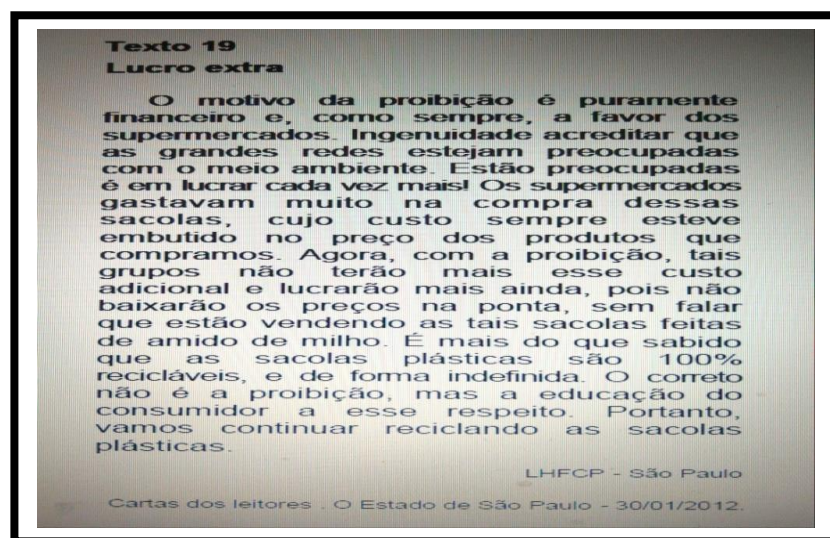 Texto 19
Lucro extra
O motivo da proibição é puramente
financeiro e, como sempre, a favor dos
supermercados. Ingenuidade acreditar que
as grandes redes estejam preocupadas
com o meio ambiente. Estão preocupadas
é em lucrar cada vez mais! Os supermercados
gastavam muito na compra dessas
sacolas, cujo custo sempre esteve
embutido no preço dos produtos que
compramos. Agora, com a proibição, tais
grupos não terão mais esse custo
adicional e lucrarão mais ainda, pois não
baixarão os preços na ponta, sem falar
que estão vendendo as tais sacolas feitas
de amido de milho. É mais do que sabido
que as sacolas plásticas são 100%
recicláveis, e de forma indefinida. O correto
não é a proibição, mas a educação do
consumidor a esse respeito. Portanto,
vamos continuar reciclando as sacolas
plásticas.
LHFCP - São Paulo
Cartas dos leitores . O Estado de São Paulo - 30/01/2012.